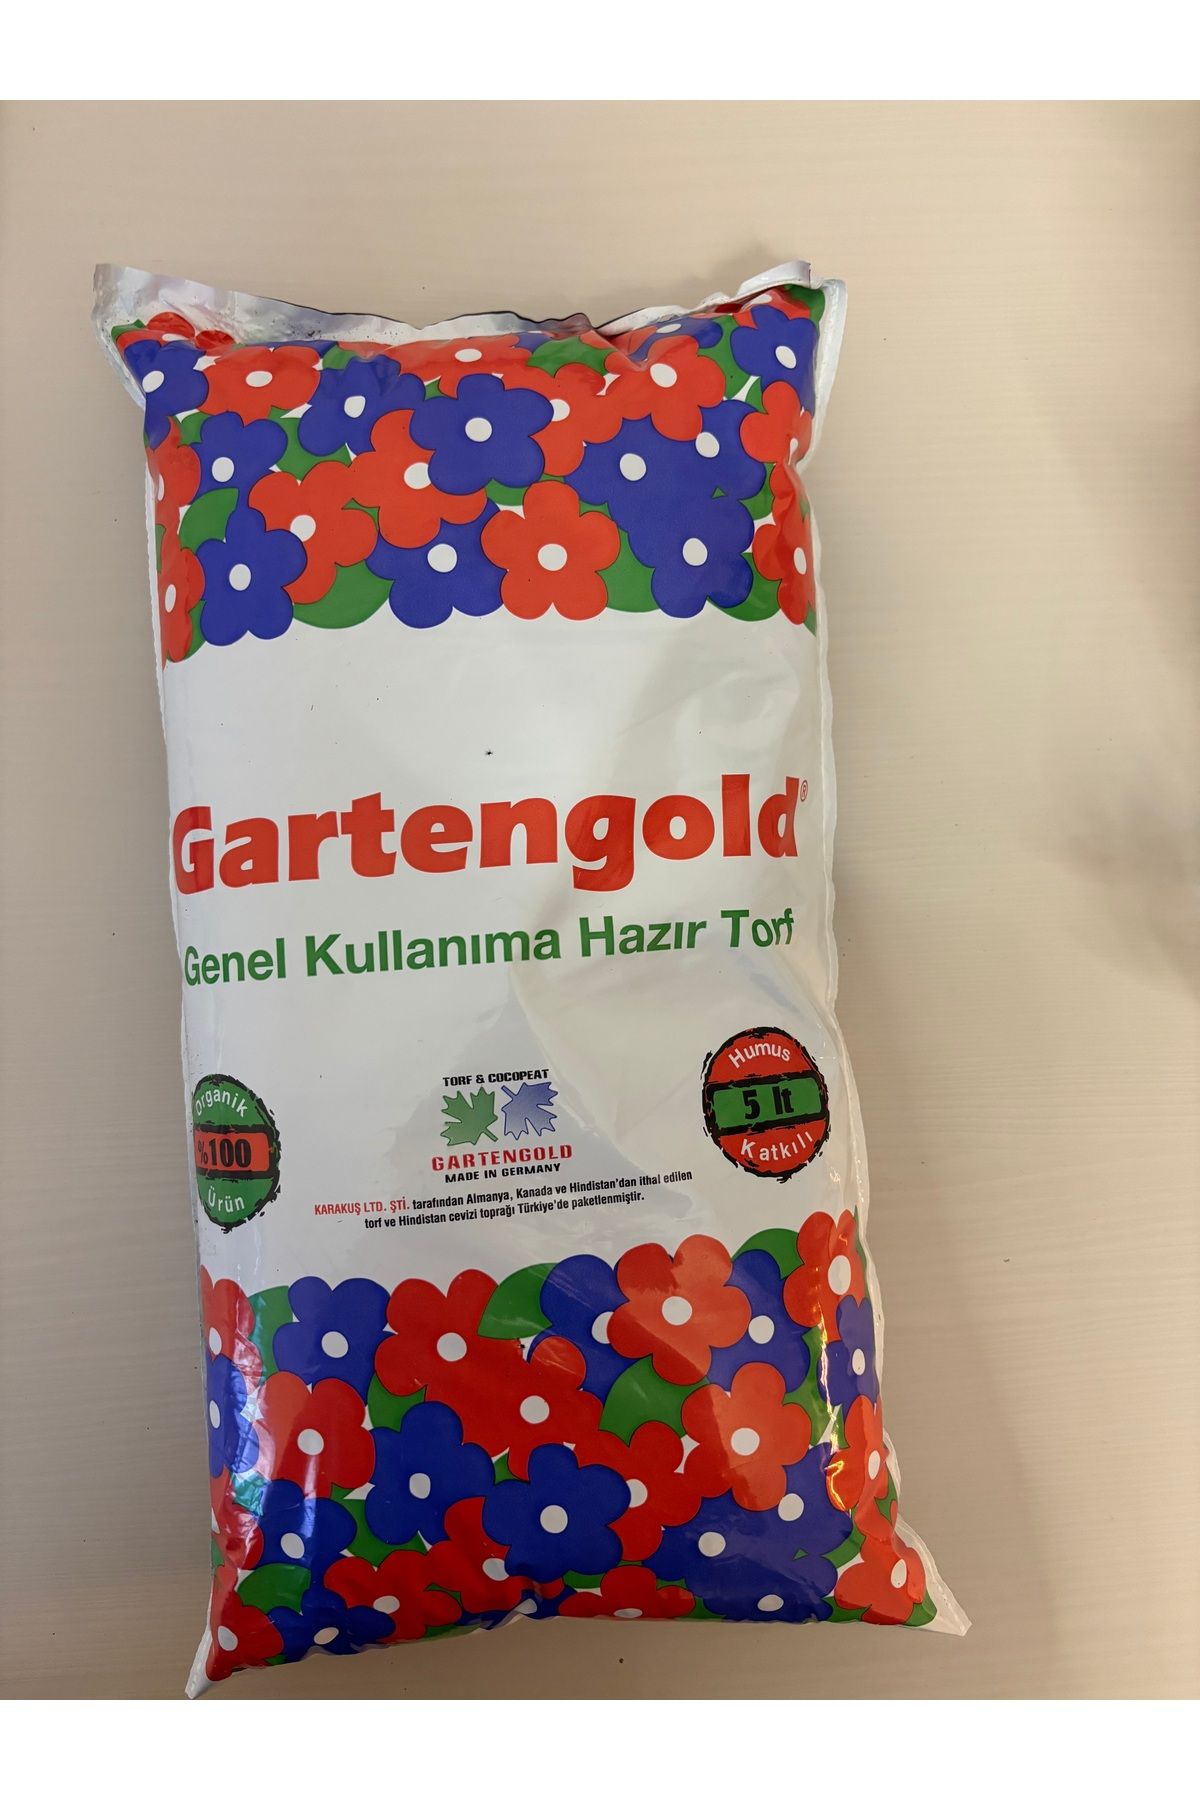 Gartengold®
Genel Kullanıma Hazır Torf
Organik
%100
Ürün
TORF & COCOPEAT
GARTENGOLD
MADE IN GERMANY
Humus
5 lt
Katkılı
KARAKUŞ LTD. ŞTİ. tarafından Almanya, Kanada ve Hindistan'dan ithal edilen
torf ve Hindistan cevizi toprağı Türkiye'de paketlenmiştir.